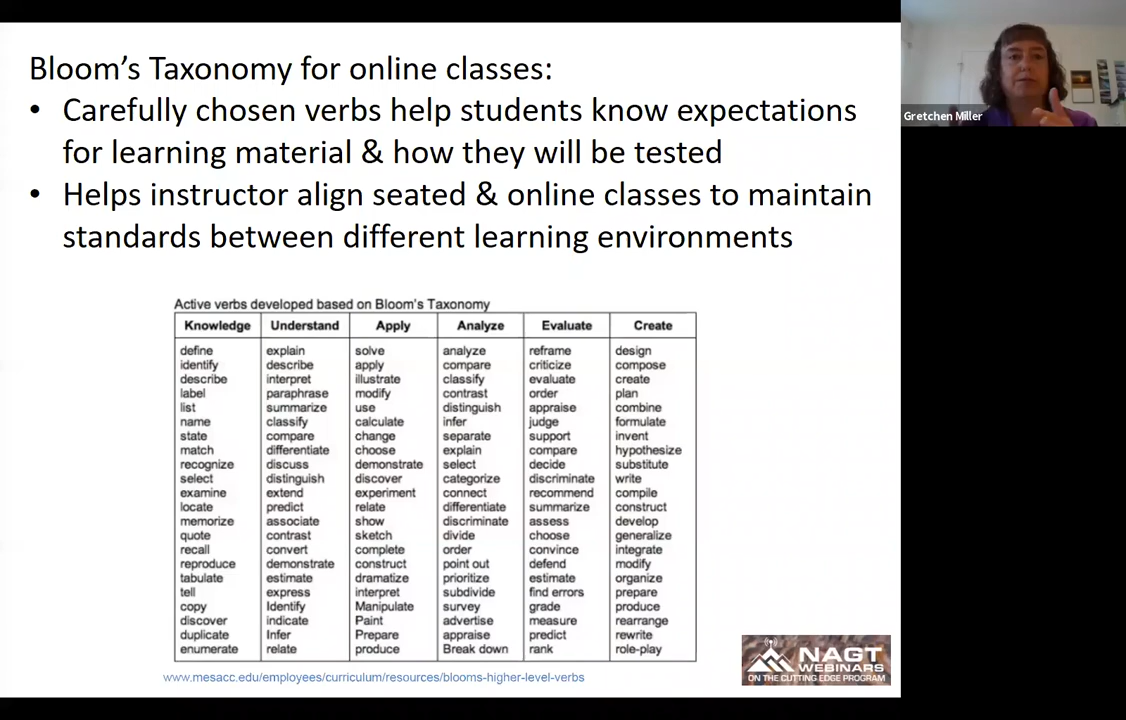 Bloom's Taxonomy for online classes:
• Carefully chosen verbs help students know expectations
for learning material & how they will be tested
• Helps instructor align seated & online classes to maintain
standards between different learning environments
Gretchen Miller
Active verbs developed based on Bloom's Taxonomy
Knowledge Understand Apply Analyze Evaluate Create
define explain solve analyze reframe design
identify describe apply compare criticize compose
describe interpret illustrate classify evaluate create
label paraphrase modify contrast order plan
list summarize use distinguish appraise combine
name classify calculate infer judge formulate
state compare change separate support invent
match differentiate choose explain compare hypothesize
recognize discuss demonstrate select decide substitute
select distinguish discover categorize discriminate write
examine extend experiment connect recommend compile
locate predict relate differentiate summarize construct
memorize associate show discriminate assess develop
quote contrast sketch divide choose generalize
recall convert complete order convince integrate
reproduce demonstrate construct point out defend modify
tabulate estimate dramatize prioritize estimate organize
tell express interpret subdivide find errors prepare
copy Identify Manipulate survey grade produce
discover indicate Paint advertise measure rearrange
duplicate Infer Prepare appraise predict rewrite
enumerate relate produce Break down rank role-play
www.mesacc.edu/employees/curriculum/resources/blooms-higher-level-verbs
NAGT
WEBINARS
ON THE CUTTING EDGE PROGRAM